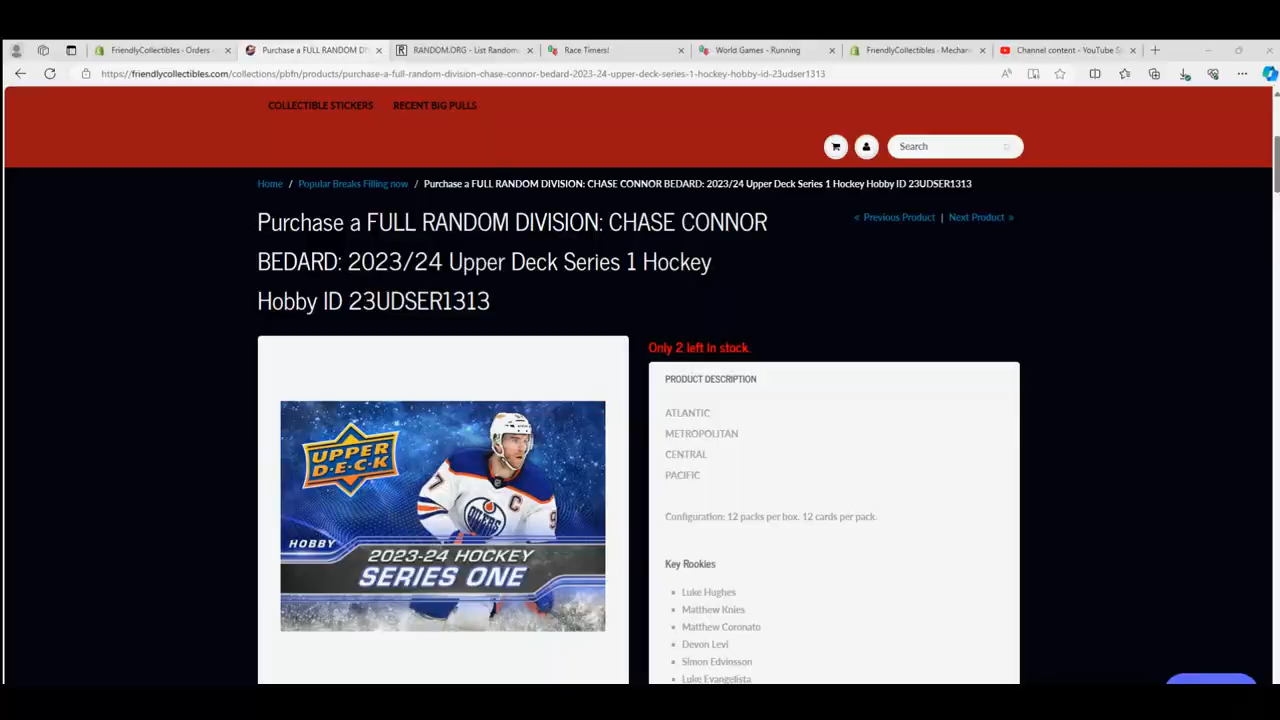 FriendlyCollectibles - Orders
Purchase a FULL RANDOM DI
RANDOM.ORG - List Random
Race Timers!
World Games - Running
FriendlyCollectibles - Mechan
Channel content - YouTube S
https://friendlycollectibles.com/collections/pbfn/products/purchase-a-full-random-division-chase-connor-bedard-2023-24-upper-deck-series-1-hockey-hobby-id-23udser1313
COLLECTIBLE STICKERS RECENT BIG PULLS
Search
Home / Popular Breaks Filling now / Purchase a FULL RANDOM DIVISION: CHASE CONNOR BEDARD: 2023/24 Upper Deck Series 1 Hockey Hobby ID 23UDSER1313
Purchase a FULL RANDOM DIVISION: CHASE CONNOR
BEDARD: 2023/24 Upper Deck Series 1 Hockey
Hobby ID 23UDSER1313
« Previous Product | Next Product »
UPPER
D·E·C·K
HOBBY
2023-24 HOCKEY
SERIES ONE
Only 2 left in stock.
PRODUCT DESCRIPTION
ATLANTIC
METROPOLITAN
CENTRAL
PACIFIC
Configuration: 12 packs per box. 12 cards per pack.
Key Rookies
Luke Hughes
Matthew Knies
Matthew Coronato
Devon Levi
Simon Edvinsson
Luke Evangelista